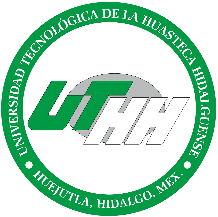 UNIVERSIDAD TECNOLÓGICA DE LA HUASTECA HIDALGUENSE
UTHH
HUEJUTLA, HIDALGO, MEX.